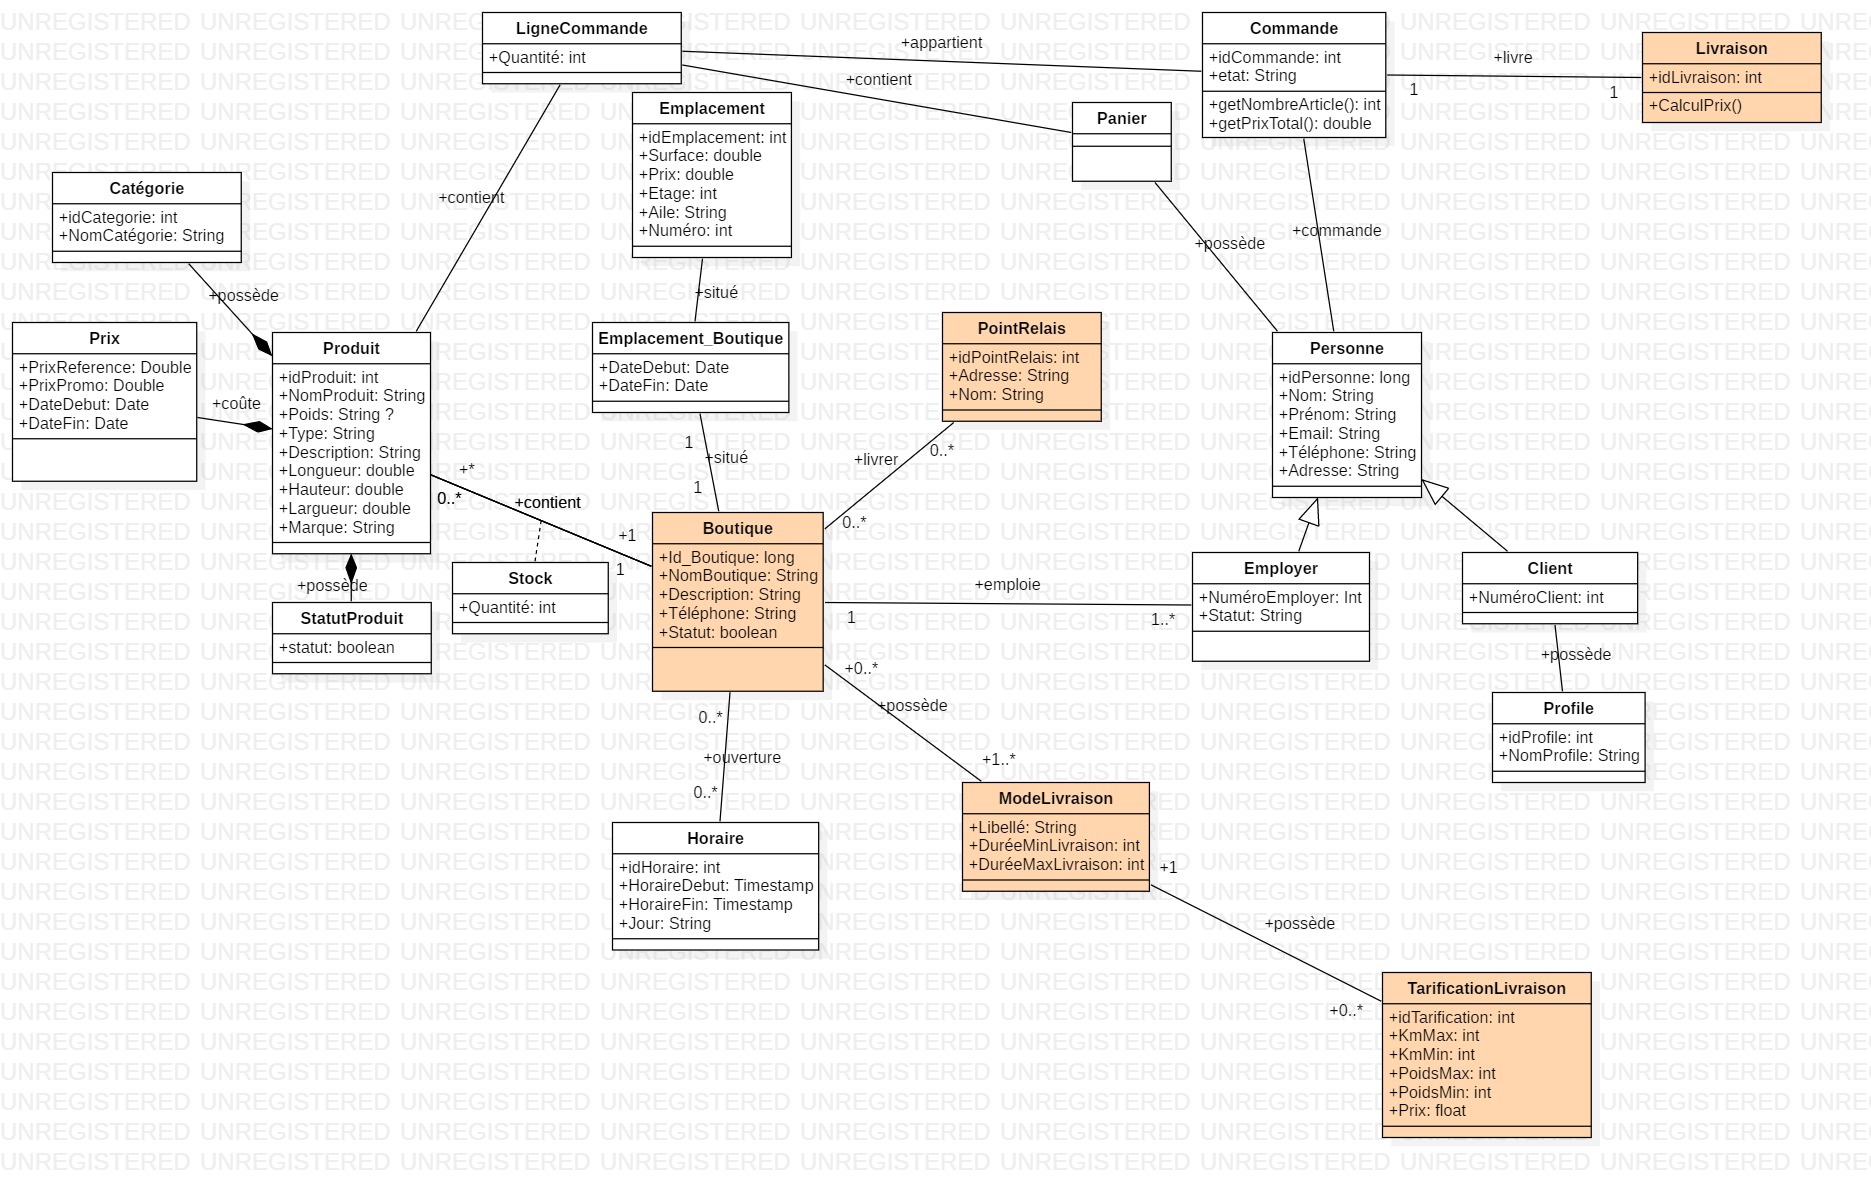 LigneCommande
+Quantité: int
Commande
+idCommande: int
+etat: String
+getNombreArticle(): int
+getPrixTotal(): double
Livraison
+idLivraison: int
+CalculPrix()
+appartient
+livre
1
1
+contient
Emplacement
+idEmplacement: int
+Surface: double
+Prix: double
+Etage: int
+Aile: String
+Numéro: int
Panier
Catégorie
+idCategorie: int
+NomCatégorie: String
+contient
+possède
+commande
+possède
+situé
Prix
+PrixReference: Double
+PrixPromo: Double
+DateDebut: Date
+DateFin: Date
+coûte
Produit
+idProduit: int
+NomProduit: String
+Poids: String ?
+Type: String
+Description: String
+Longueur: double
+Hauteur: double
+Largueur: double
+Marque: String
Emplacement_Boutique
+DateDebut: Date
+DateFin: Date
PointRelais
+idPointRelais: int
+Adresse: String
+Nom: String
Personne
+idPersonne: long
+Nom: String
+Prénom: String
+Email: String
+Téléphone: String
+Adresse: String
1
+situé
1
+livrer
0..*
0..*
+*
0..*
+contient
+1
1
Stock
+Quantité: int
Boutique
+Id_Boutique: long
+NomBoutique: String
+Description: String
+Téléphone: String
+Statut: boolean
+emploie
1
1..*
Employer
+NuméroEmployer: Int
+Statut: String
Client
+NuméroClient: int
+possède
StatutProduit
+statut: boolean
+possède
Profile
+idProfile: int
+NomProfile: String
+0..*
+possède
+1..*
0..*
+ouverture
0..*
ModeLivraison
+Libellé: String
+DuréeMinLivraison: int
+DuréeMaxLivraison: int
Horaire
+idHoraire: int
+HoraireDebut: Timestamp
+HoraireFin: Timestamp
+Jour: String
+1
+possède
+0..*
TarificationLivraison
+idTarification: int
+KmMax: int
+KmMin: int
+PoidsMax: int
+PoidsMin: int
+Prix: float